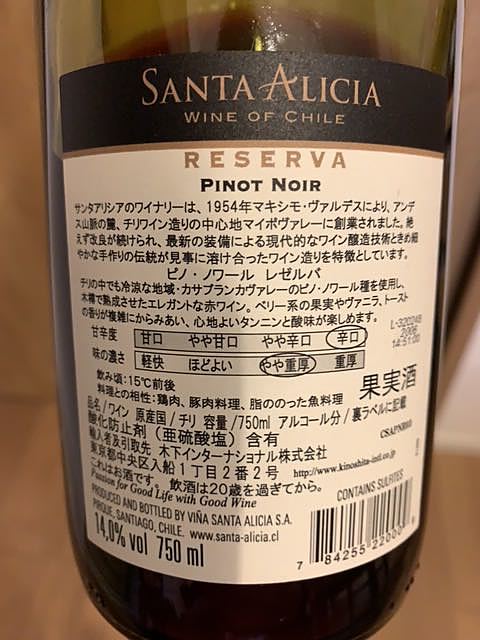 SANTA ALICIA
WINE OF CHILE
RESERVA
PINOT NOIR
サンタアリシアのワイナリーは、1954年マキシモ・ヴァルデスにより、アンデ
ス山脈の麓、チリワイン造りの中心地マイポヴァレーに創業されました。絶
えず改良が続けられ、最新の装備による現代的なワイン醸造技術ときめ細
やかな手作りの伝統が見事に溶け合ったワイン造りを特徴としています。
ピノ・ノワール レゼルバ
チリの中でも冷涼な地域・カサブランカヴァレーのピノ・ノワール種を使用し、
木樽で熟成させたエレガントな赤ワイン。ベリー系の果実やヴァニラ、トースト
の香りが複雑にからみあい、心地よいタンニンと酸味が楽しめます。
甘辛度 甘口 やや甘口 やや辛口 辛口
味の濃さ 軽快 ほどよい やや重厚 重厚
14:51:00
飲み頃:15℃前後
料理との相性:鶏肉、豚肉料理、脂ののった魚料理
果実酒
品名/ワイン 原産国/チリ 容量/750ml アルコール分/裏ラベルに記載
CSAPNR10
酸化防止剤(亜硫酸塩)含有
輸入者及引取先 木下インターナショナル株式会社
東京都中央区入船1丁目2番2号 http://www.kinoshita-intl.co.jp
これはお酒です。飲酒は20歳を過ぎてから。
Passion for Good Life with Good Wine
CONTAINS SULFITES
PRODUCED AND BOTTLED BY VIÑA SANTA ALICIA S.A.
PIRQUE, SANTIAGO, CHILE. www.santa-alicia.cl
14,0% vol 750 ml
7 84255 22000